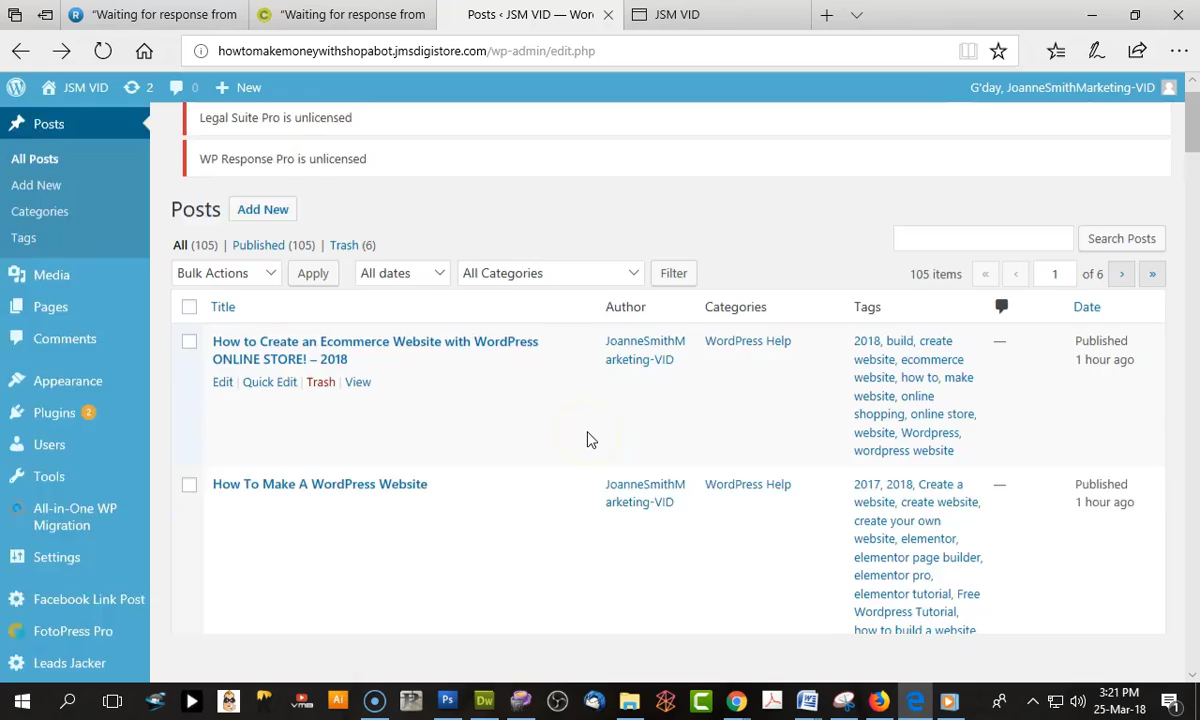 "Waiting for response from
"Waiting for response from
Posts ‹ JSM VID — Wor
JSM VID
howtomakemoneywithshopabot.jmsdigistore.com/wp-admin/edit.php
JSM VID
2
0
New
G'day, JoanneSmithMarketing-VID
Posts
All Posts
Add New
Categories
Tags
Media
Pages
Comments
Appearance
Plugins 2
Users
Tools
All-in-One WP
Migration
Settings
Facebook Link Post
FotoPress Pro
Leads Jacker
Legal Suite Pro is unlicensed
WP Response Pro is unlicensed
Posts
Add New
All (105) | Published (105) | Trash (6)
Search Posts
Bulk Actions
Apply
All dates
All Categories
Filter
105 items « ‹ 1 of 6 › »
Title
Author
Categories
Tags
Date
How to Create an Ecommerce Website with WordPress
ONLINE STORE! – 2018
Edit | Quick Edit | Trash | View
JoanneSmithM
arketing-VID
WordPress Help
2018, build, create
website, ecommerce
website, how to, make
website, online
shopping, online store,
website, Wordpress,
wordpress website
—
Published
1 hour ago
How To Make A WordPress Website
JoanneSmithM
arketing-VID
WordPress Help
2017, 2018, Create a
website, create website,
create your own
website, elementor,
elementor page builder,
elementor pro,
elementor tutorial, Free
Wordpress Tutorial,
how to build a website
—
Published
1 hour ago
3:21 PM
25-Mar-18